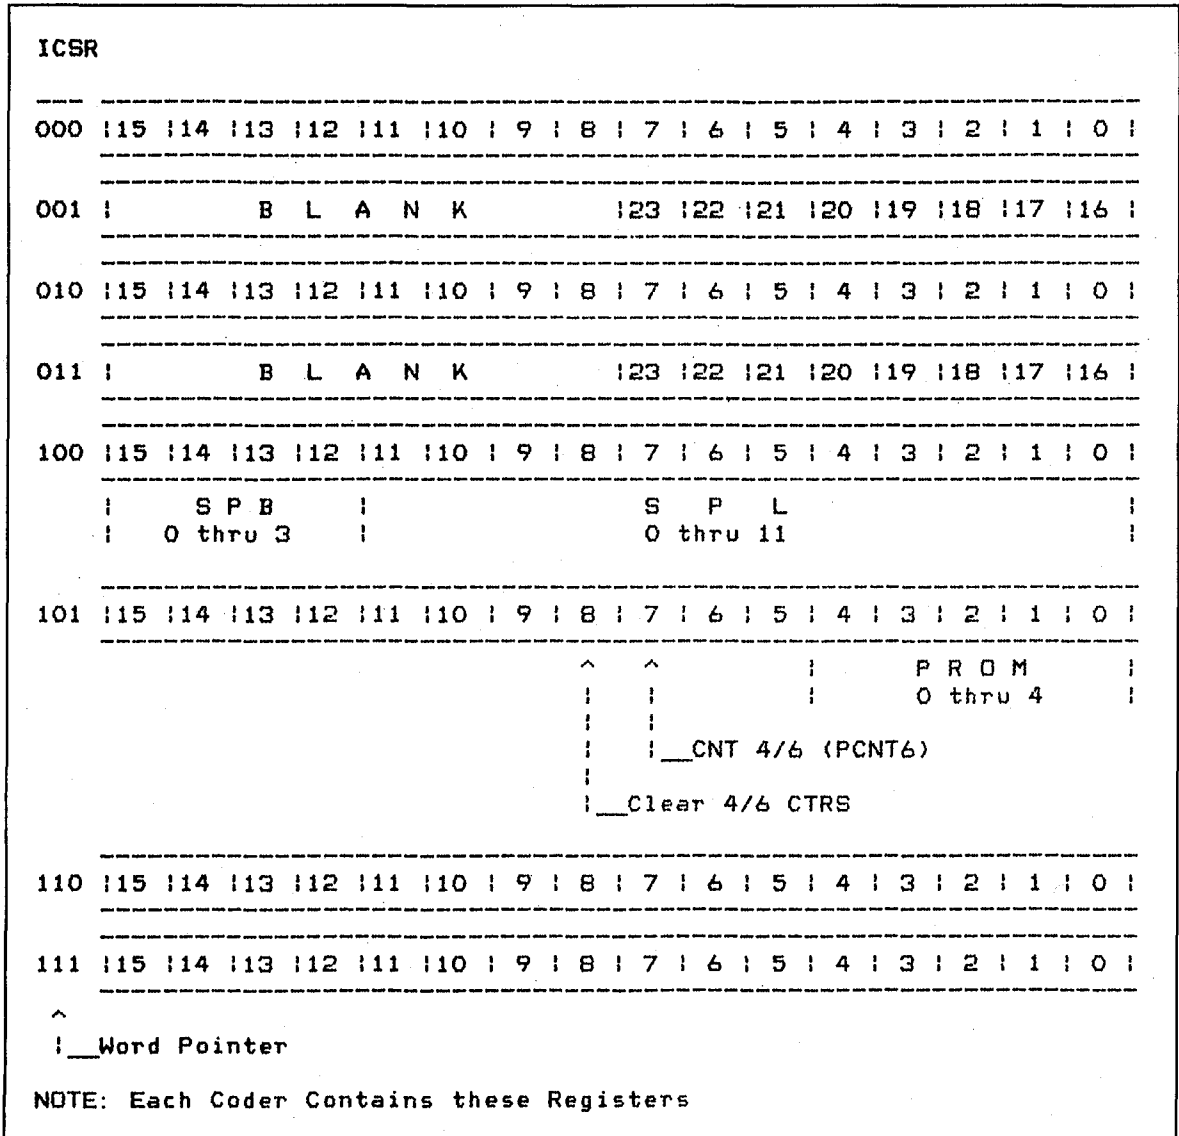 ICSR
000 |15 |14 |13 |12 |11 |10 | 9 | 8 | 7 | 6 | 5 | 4 | 3 | 2 | 1 | 0 |
001 | B L A N K |23 |22 |21 |20 |19 |18 |17 |16 |
010 |15 |14 |13 |12 |11 |10 | 9 | 8 | 7 | 6 | 5 | 4 | 3 | 2 | 1 | 0 |
011 | B L A N K |23 |22 |21 |20 |19 |18 |17 |16 |
100 |15 |14 |13 |12 |11 |10 | 9 | 8 | 7 | 6 | 5 | 4 | 3 | 2 | 1 | 0 |
| S P B | S P L |
| 0 thru 3 | 0 thru 11 |
101 |15 |14 |13 |12 |11 |10 | 9 | 8 | 7 | 6 | 5 | 4 | 3 | 2 | 1 | 0 |
^ ^ | P R O M |
| | | 0 thru 4 |
| |__CNT 4/6 (PCNT6)
|__Clear 4/6 CTRS
110 |15 |14 |13 |12 |11 |10 | 9 | 8 | 7 | 6 | 5 | 4 | 3 | 2 | 1 | 0 |
111 |15 |14 |13 |12 |11 |10 | 9 | 8 | 7 | 6 | 5 | 4 | 3 | 2 | 1 | 0 |
^
|__Word Pointer
NOTE: Each Coder Contains these Registers